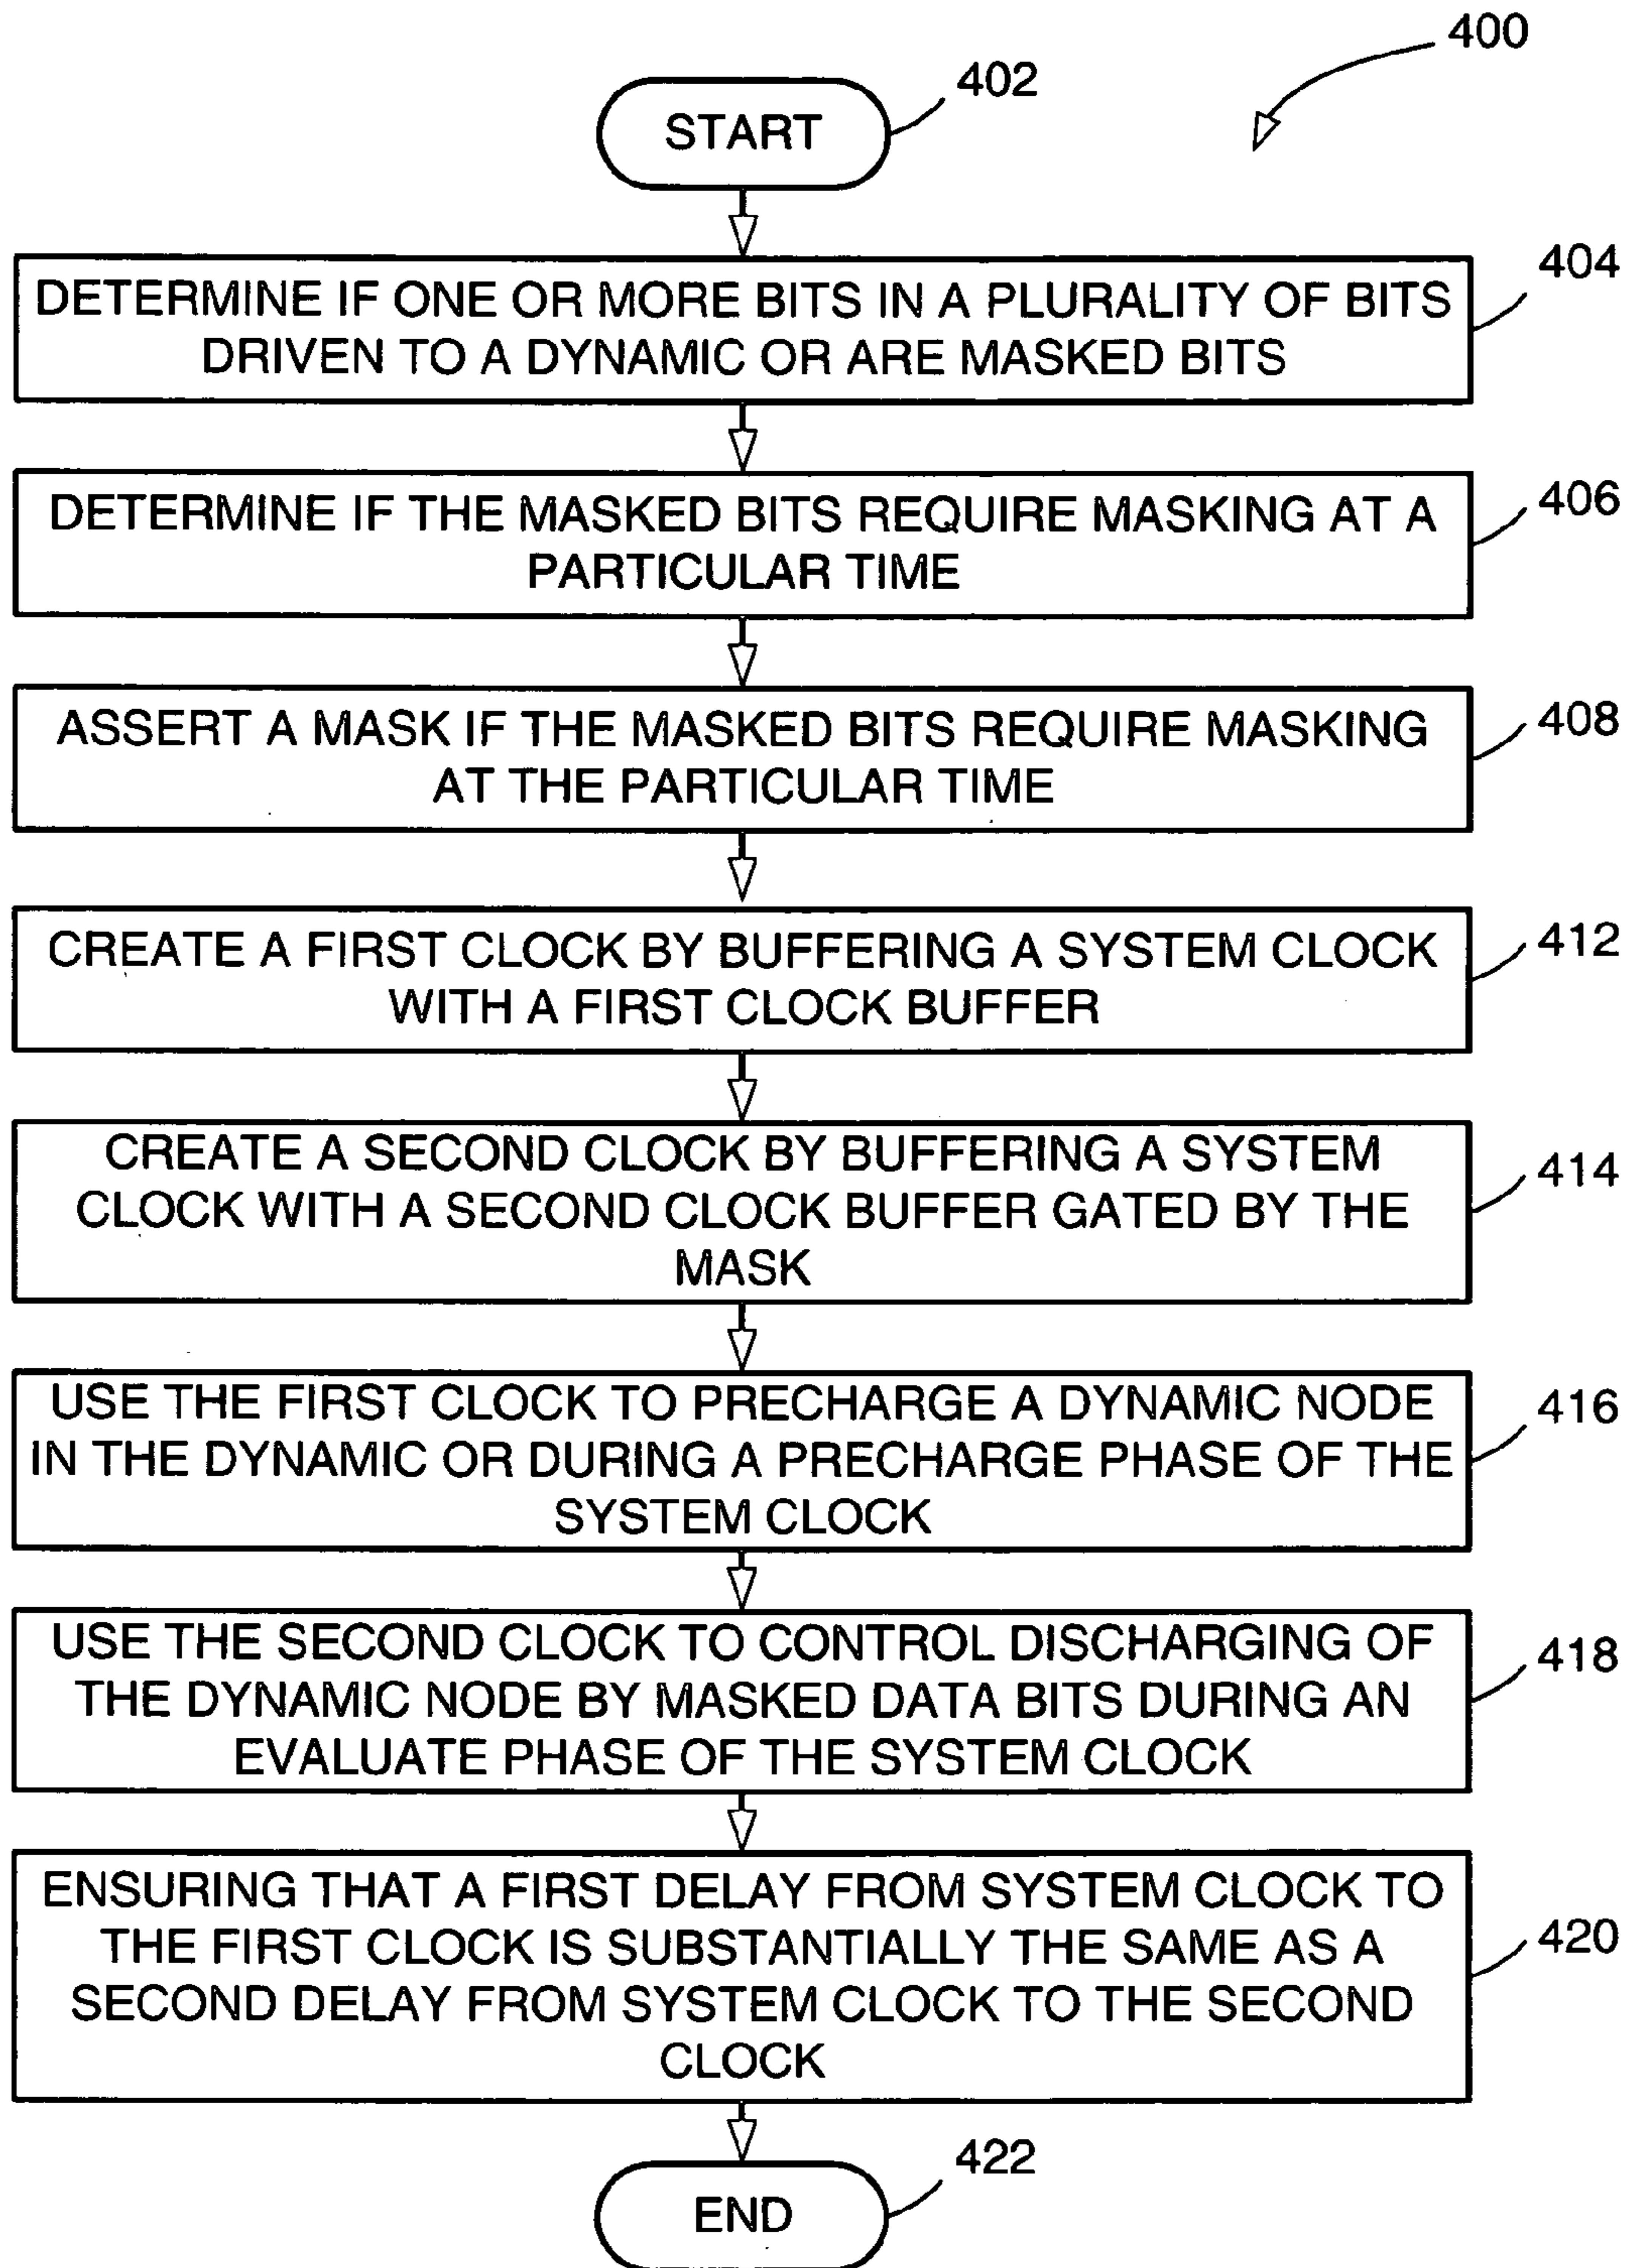 400
402
START
404
DETERMINE IF ONE OR MORE BITS IN A PLURALITY OF BITS
DRIVEN TO A DYNAMIC OR ARE MASKED BITS
406
DETERMINE IF THE MASKED BITS REQUIRE MASKING AT A
PARTICULAR TIME
408
ASSERT A MASK IF THE MASKED BITS REQUIRE MASKING
AT THE PARTICULAR TIME
412
CREATE A FIRST CLOCK BY BUFFERING A SYSTEM CLOCK
WITH A FIRST CLOCK BUFFER
414
CREATE A SECOND CLOCK BY BUFFERING A SYSTEM
CLOCK WITH A SECOND CLOCK BUFFER GATED BY THE
MASK
416
USE THE FIRST CLOCK TO PRECHARGE A DYNAMIC NODE
IN THE DYNAMIC OR DURING A PRECHARGE PHASE OF THE
SYSTEM CLOCK
418
USE THE SECOND CLOCK TO CONTROL DISCHARGING OF
THE DYNAMIC NODE BY MASKED DATA BITS DURING AN
EVALUATE PHASE OF THE SYSTEM CLOCK
420
ENSURING THAT A FIRST DELAY FROM SYSTEM CLOCK TO
THE FIRST CLOCK IS SUBSTANTIALLY THE SAME AS A
SECOND DELAY FROM SYSTEM CLOCK TO THE SECOND
CLOCK
422
END